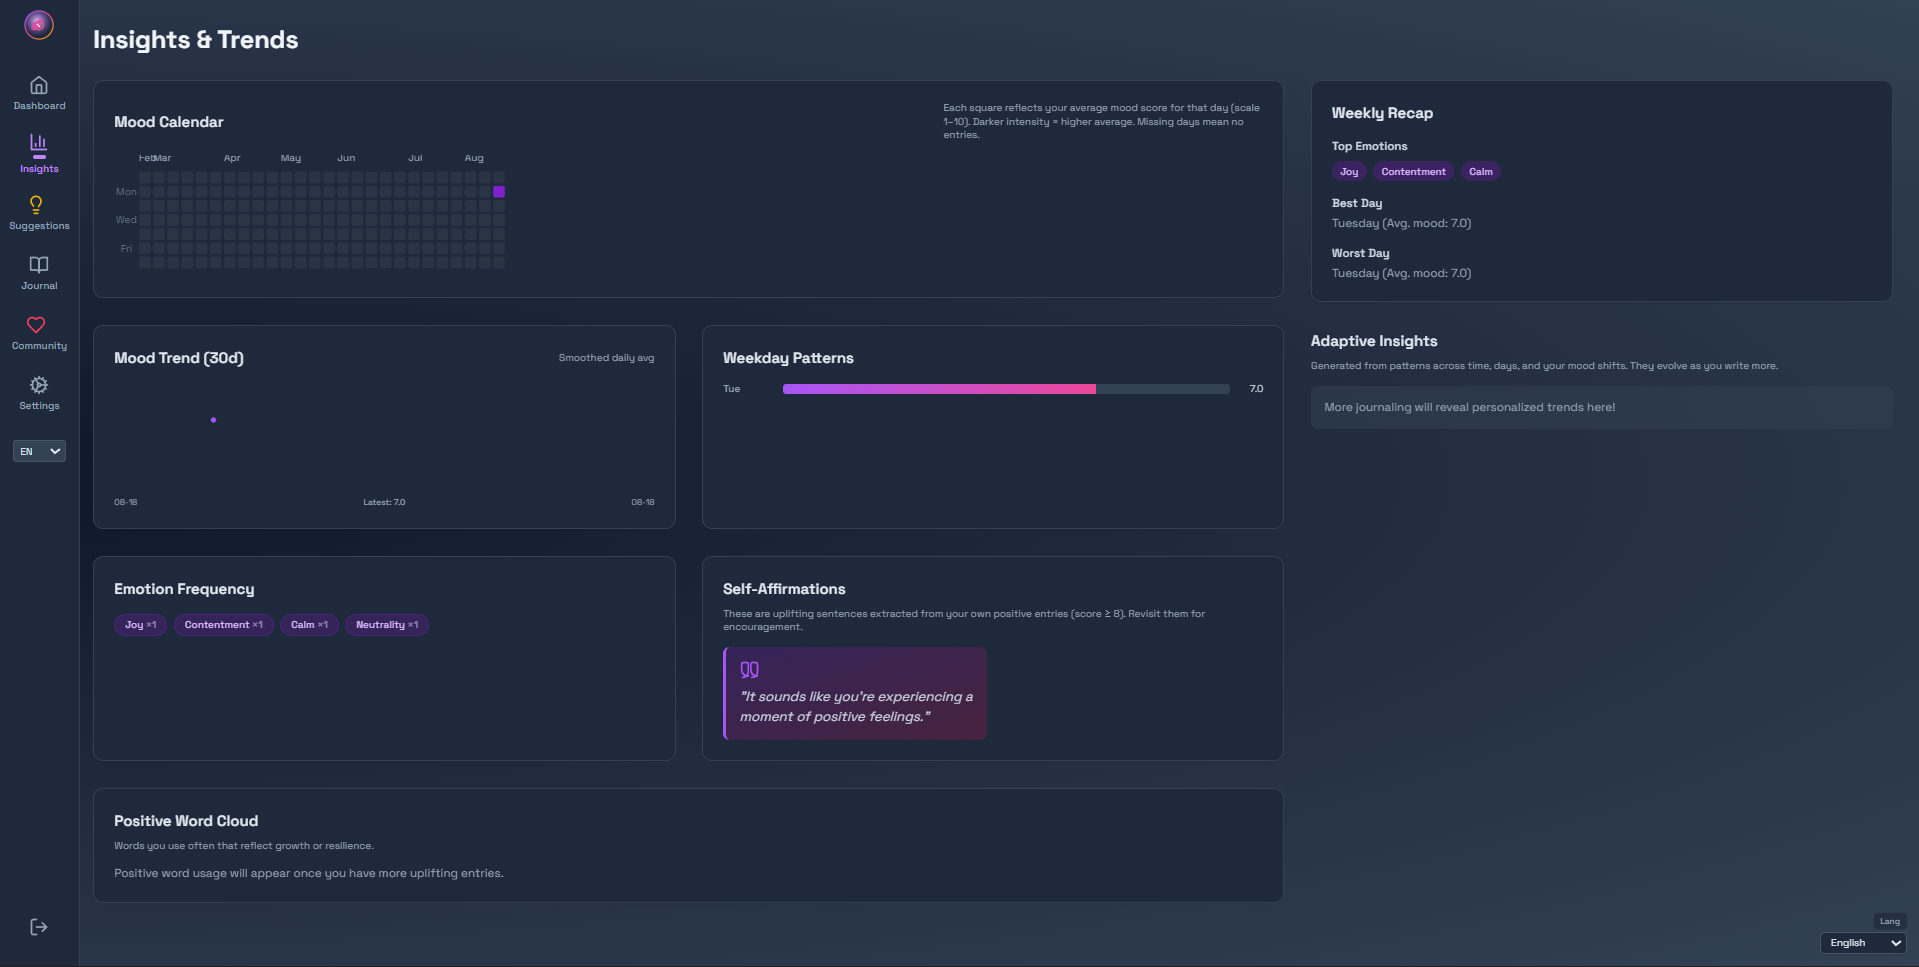 Insights & Trends
Dashboard
Insights
Suggestions
Journal
Community
Settings
EN
Mood Calendar
Each square reflects your average mood score for that day (scale
1–10). Darker intensity = higher average. Missing days mean no
entries.
Feb Mar Apr May Jun Jul Aug
Mon
Wed
Fri
Weekly Recap
Top Emotions
Joy Contentment Calm
Best Day
Tuesday (Avg. mood: 7.0)
Worst Day
Tuesday (Avg. mood: 7.0)
Mood Trend (30d)
Smoothed daily avg
08-18 Latest: 7.0 08-18
Weekday Patterns
Tue 7.0
Adaptive Insights
Generated from patterns across time, days, and your mood shifts. They evolve as you write more.
More journaling will reveal personalized trends here!
Emotion Frequency
Joy ×1 Contentment ×1 Calm ×1 Neutrality ×1
Self-Affirmations
These are uplifting sentences extracted from your own positive entries (score ≥ 8). Revisit them for
encouragement.
"It sounds like you're experiencing a
moment of positive feelings."
Positive Word Cloud
Words you use often that reflect growth or resilience.
Positive word usage will appear once you have more uplifting entries.
Lang
English